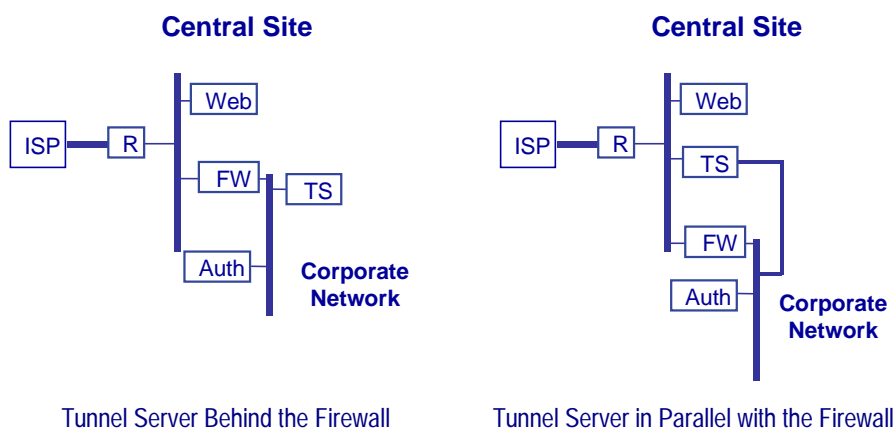 Central Site
Web
ISP
R
FW
TS
Auth
Corporate
Network
Tunnel Server Behind the Firewall
Central Site
Web
ISP
R
TS
FW
Auth
Corporate
Network
Tunnel Server in Parallel with the Firewall